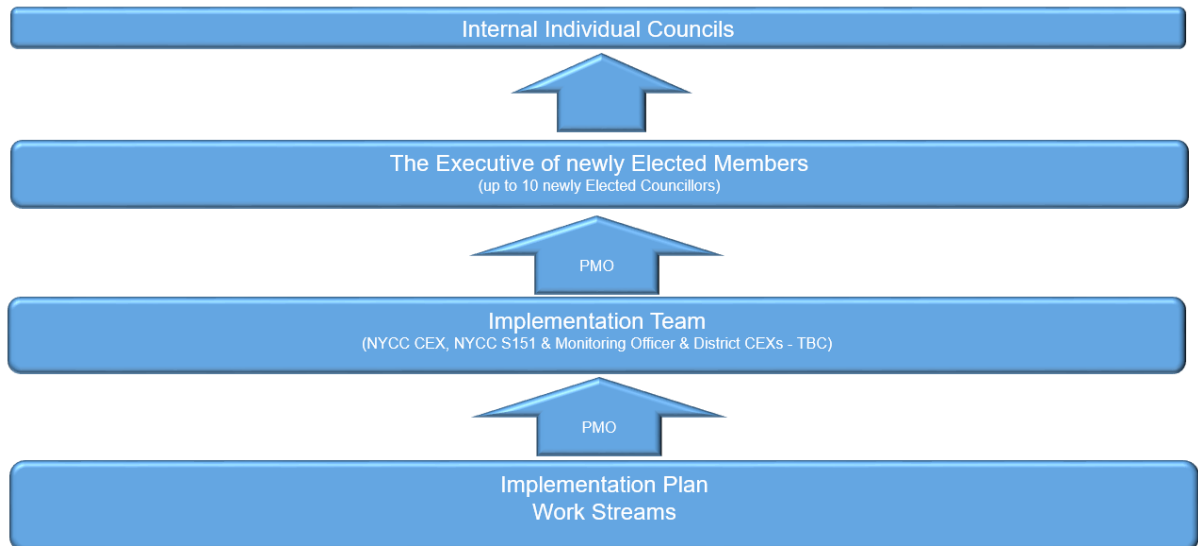 Internal Individual Councils
The Executive of newly Elected Members
(up to 10 newly Elected Councillors)
PMO
Implementation Team
(NYCC CEX, NYCC S151 & Monitoring Officer & District CEXs - TBC)
PMO
Implementation Plan
Work Streams